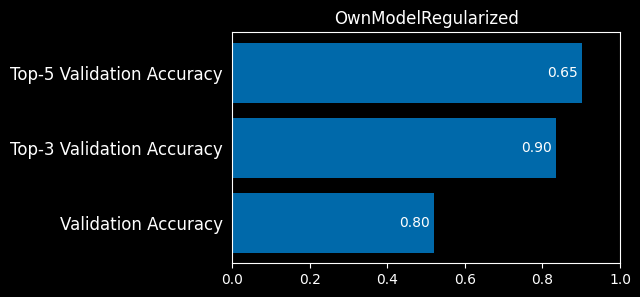 OwnModelRegularized
Top-5 Validation Accuracy
0.65
Top-3 Validation Accuracy
0.90
Validation Accuracy
0.80
0.0 0.2 0.4 0.6 0.8 1.0